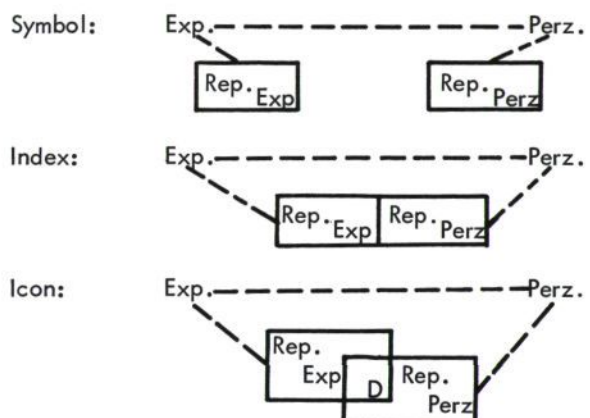 Symbol: Exp. Perz.
Rep.Exp Rep.Perz
Index: Exp. Perz.
Rep.Exp Rep.Perz
Icon: Exp. Perz.
Rep.
Exp D Rep.
Perz